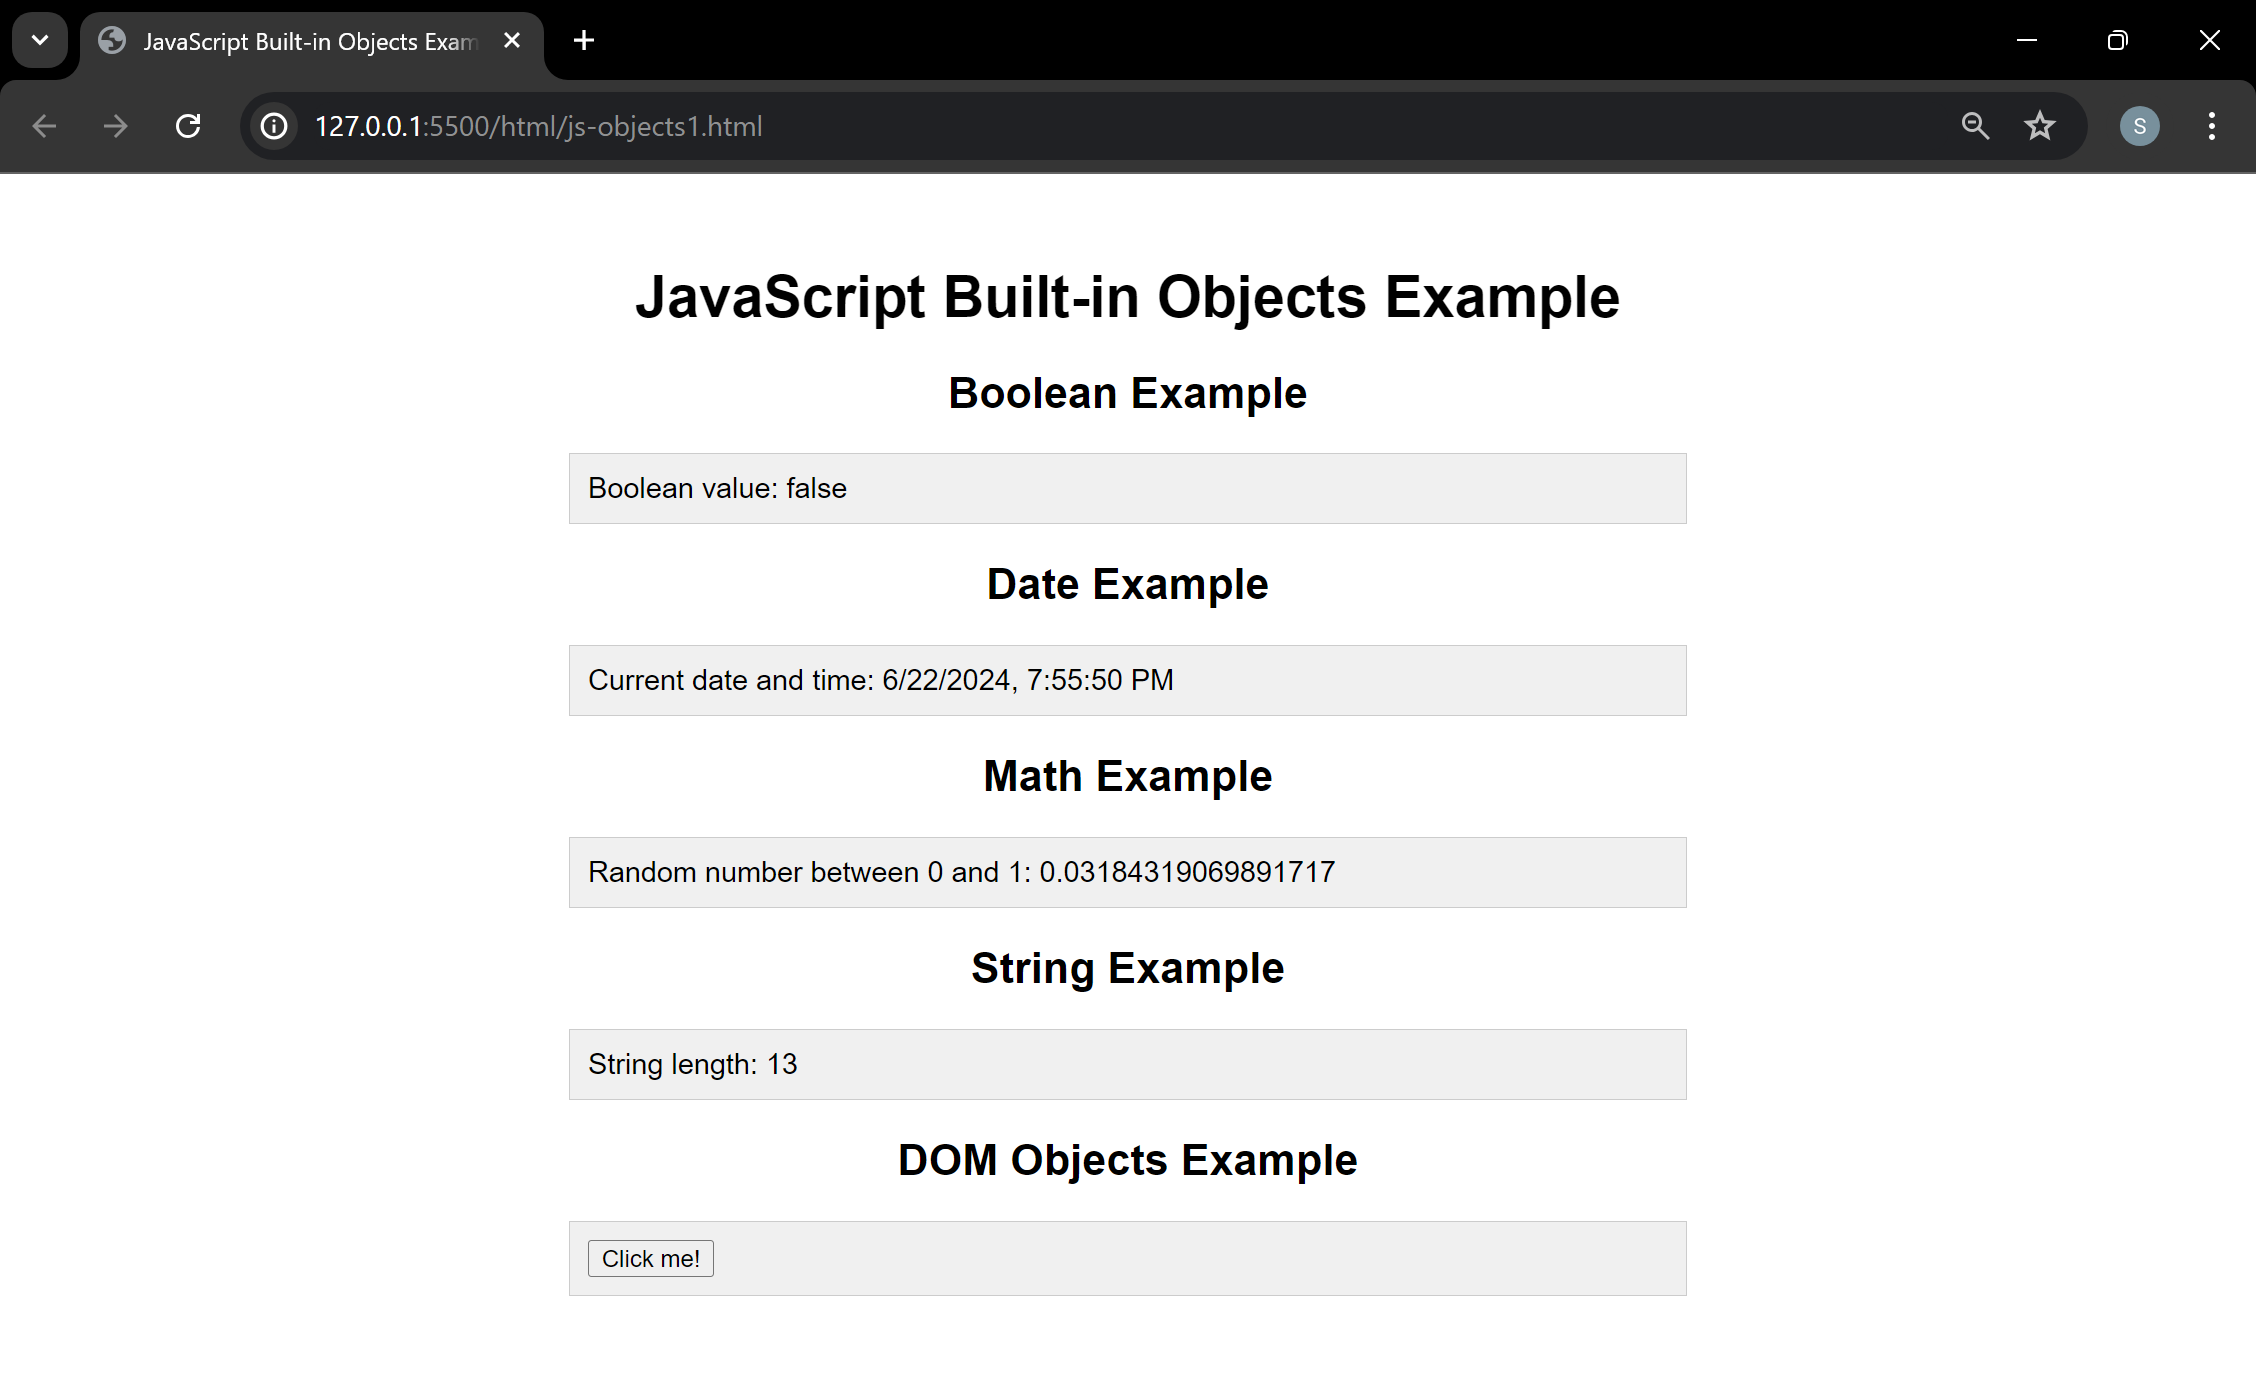 JavaScript Built-in Objects Exam
127.0.0.1:5500/html/js-objects1.html
S
JavaScript Built-in Objects Example
Boolean Example
Boolean value: false
Date Example
Current date and time: 6/22/2024, 7:55:50 PM
Math Example
Random number between 0 and 1: 0.03184319069891717
String Example
String length: 13
DOM Objects Example
Click me!